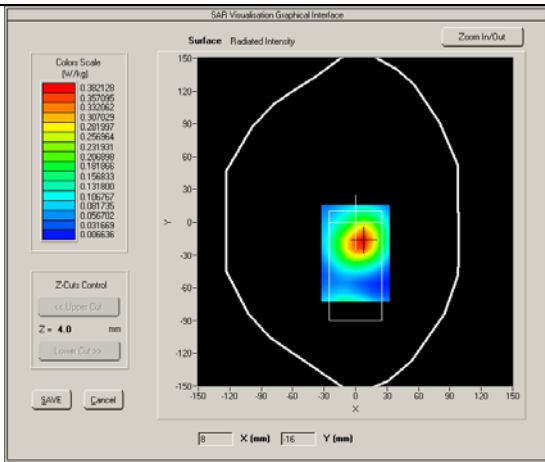 SAR Visualisation Graphical Interface
Surface Radiated Intensity
Zoom In/Out
Colors Scale
(W/kg)
0.382128
0.357095
0.332062
0.307029
0.281997
0.256964
0.231931
0.206898
0.181866
0.156833
0.131800
0.106767
0.081735
0.056702
0.031669
0.006636
Z-Cuts Control
<< Upper Cut
Z = 4.0 mm
Lower Cut >>
SAVE Cancel
150
120
90
60
30
0
-30
-60
-90
-120
-150
Y
-150 -120 -90 -60 -30 0 30 60 90 120 150
X
8 X (mm) -16 Y (mm)